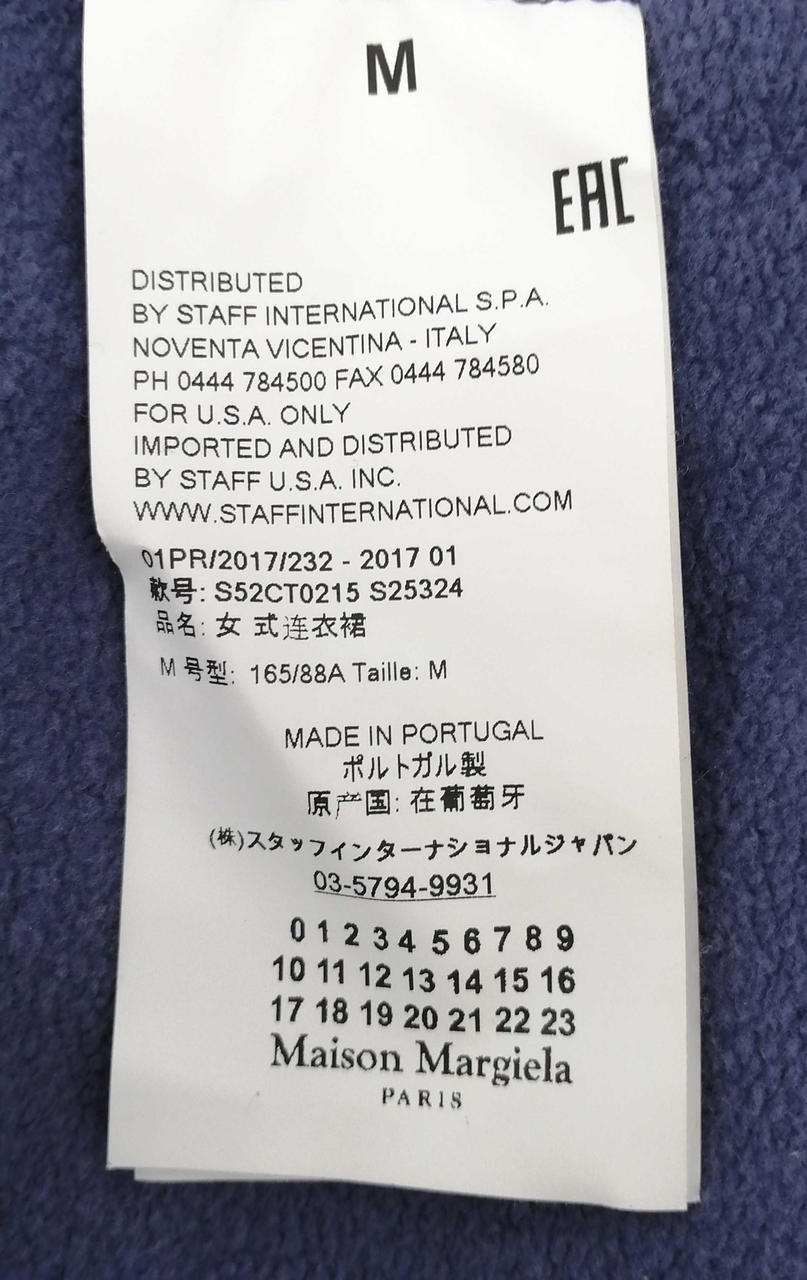 M
EAC
DISTRIBUTED
BY STAFF INTERNATIONAL S.P.A.
NOVENTA VICENTINA - ITALY
PH 0444 784500 FAX 0444 784580
FOR U.S.A. ONLY
IMPORTED AND DISTRIBUTED
BY STAFF U.S.A. INC.
WWW.STAFFINTERNATIONAL.COM
01PR/2017/232 - 2017 01
款号: S52CT0215 S25324
品名: 女 式连衣裙
M 号型: 165/88A Taille: M
MADE IN PORTUGAL
ポルトガル製
原产国: 在葡萄牙
(株)スタッフインターナショナルジャパン
03-5794-9931
0 1 2 3 4 5 6 7 8 9
10 11 12 13 14 15 16
17 18 19 20 21 22 23
Maison Margiela
PARIS